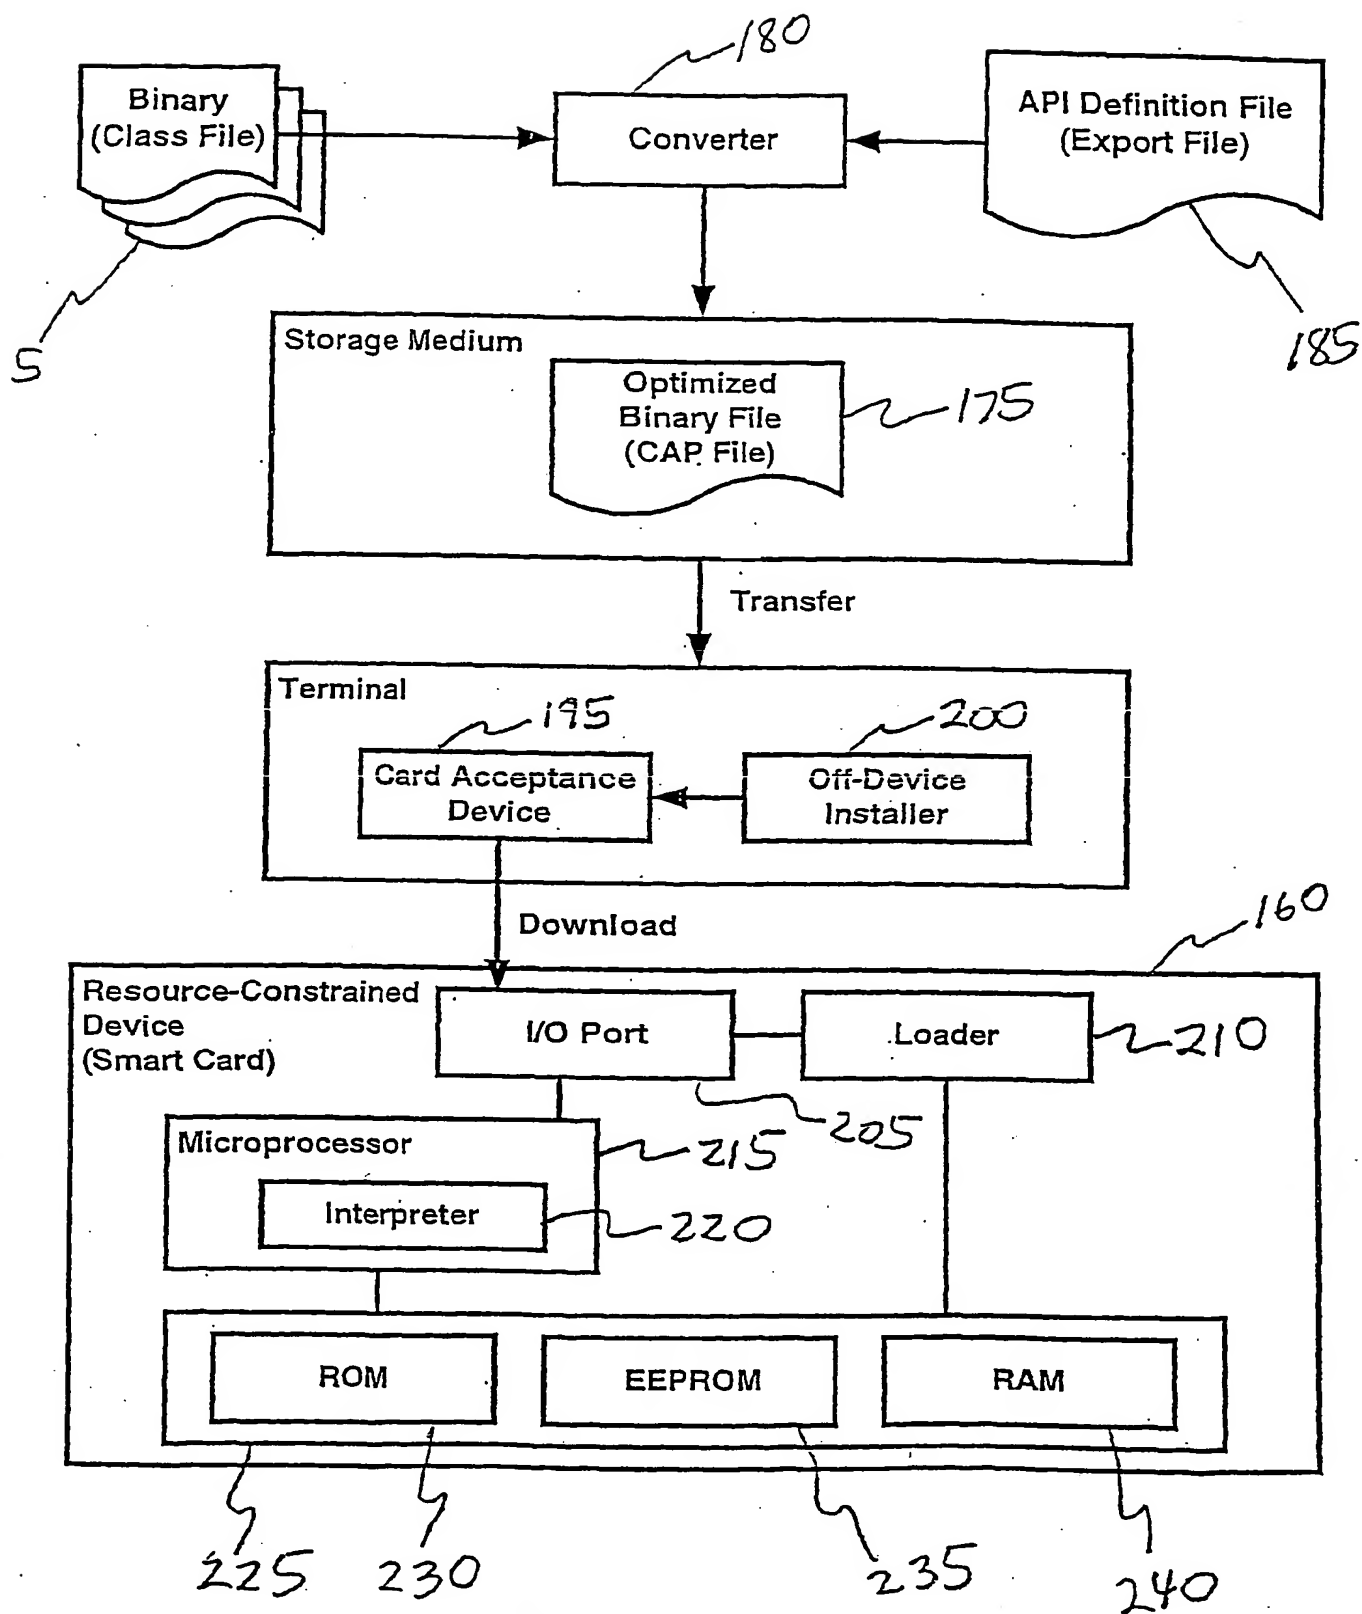 180
Binary
(Class File)
Converter
API Definition File
(Export File)
5
185
Storage Medium
Optimized
Binary File
(CAP File)
175
Transfer
Terminal
195
200
Card Acceptance
Device
Off-Device
Installer
Download
160
Resource-Constrained
Device
(Smart Card)
I/O Port
Loader
210
205
Microprocessor
215
Interpreter
220
ROM
EEPROM
RAM
225
230
235
240